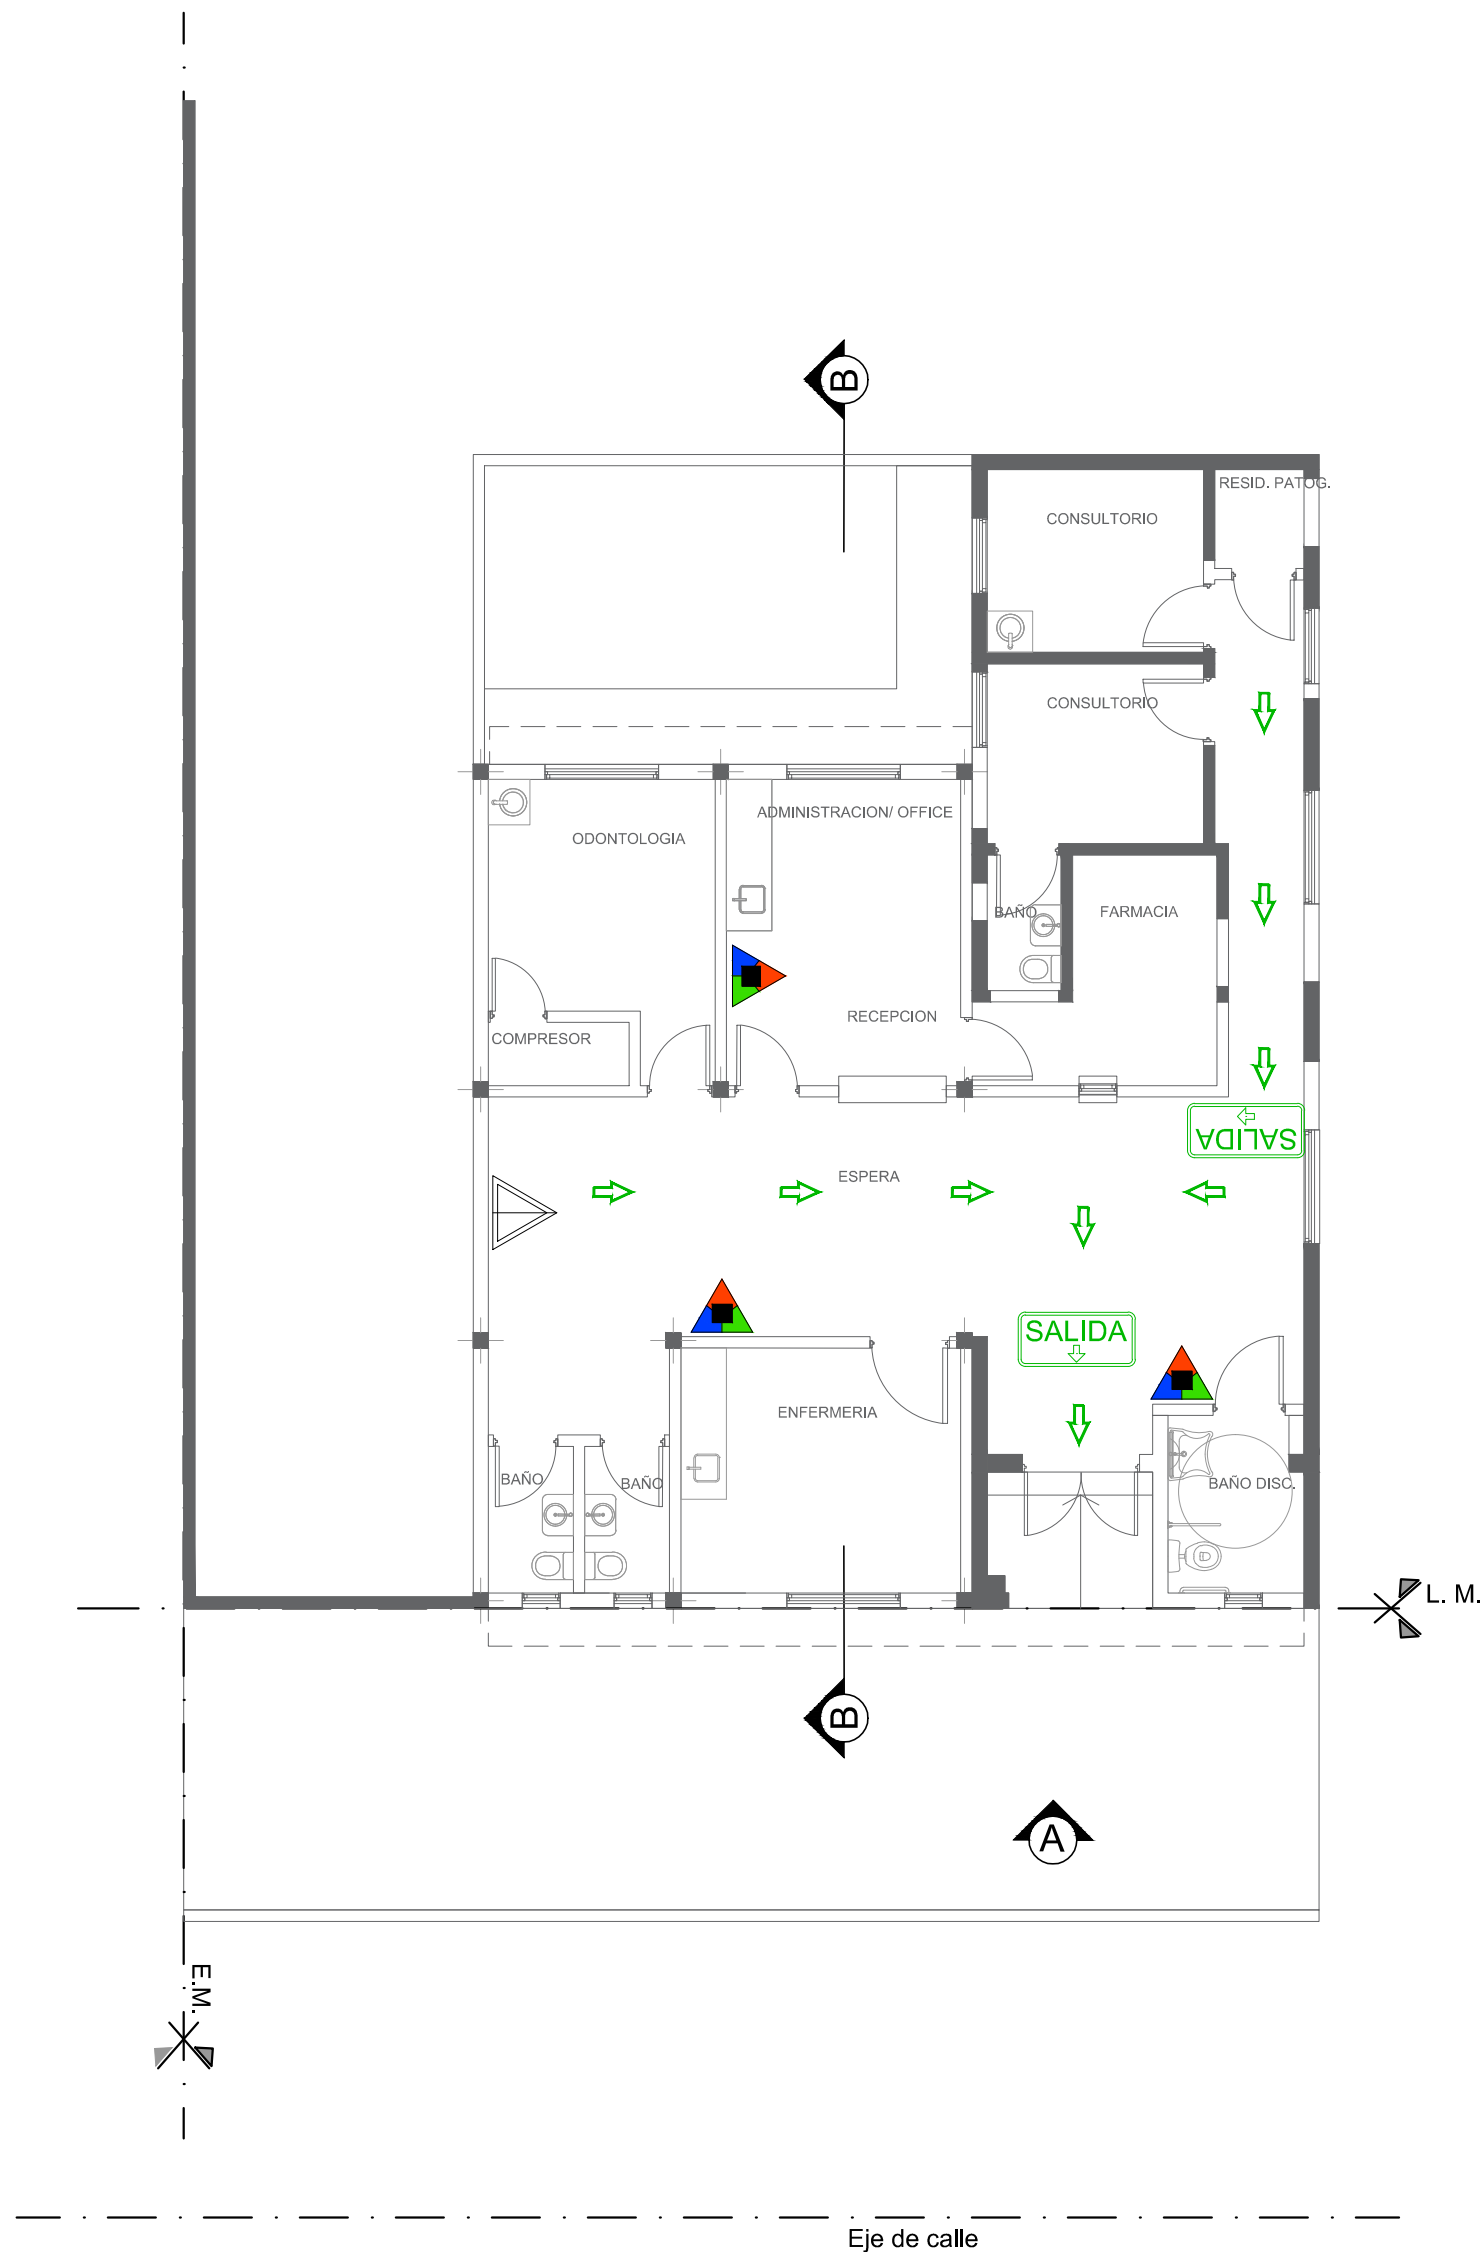 B
RESID. PATOG.
CONSULTORIO
CONSULTORIO
ADMINISTRACION/ OFFICE
ODONTOLOGIA
BAÑO
FARMACIA
RECEPCION
COMPRESOR
SALIDA
ESPERA
SALIDA
ENFERMERIA
BAÑO
BAÑO
BAÑO DISC.
L. M.
B
A
E.M.
Eje de calle